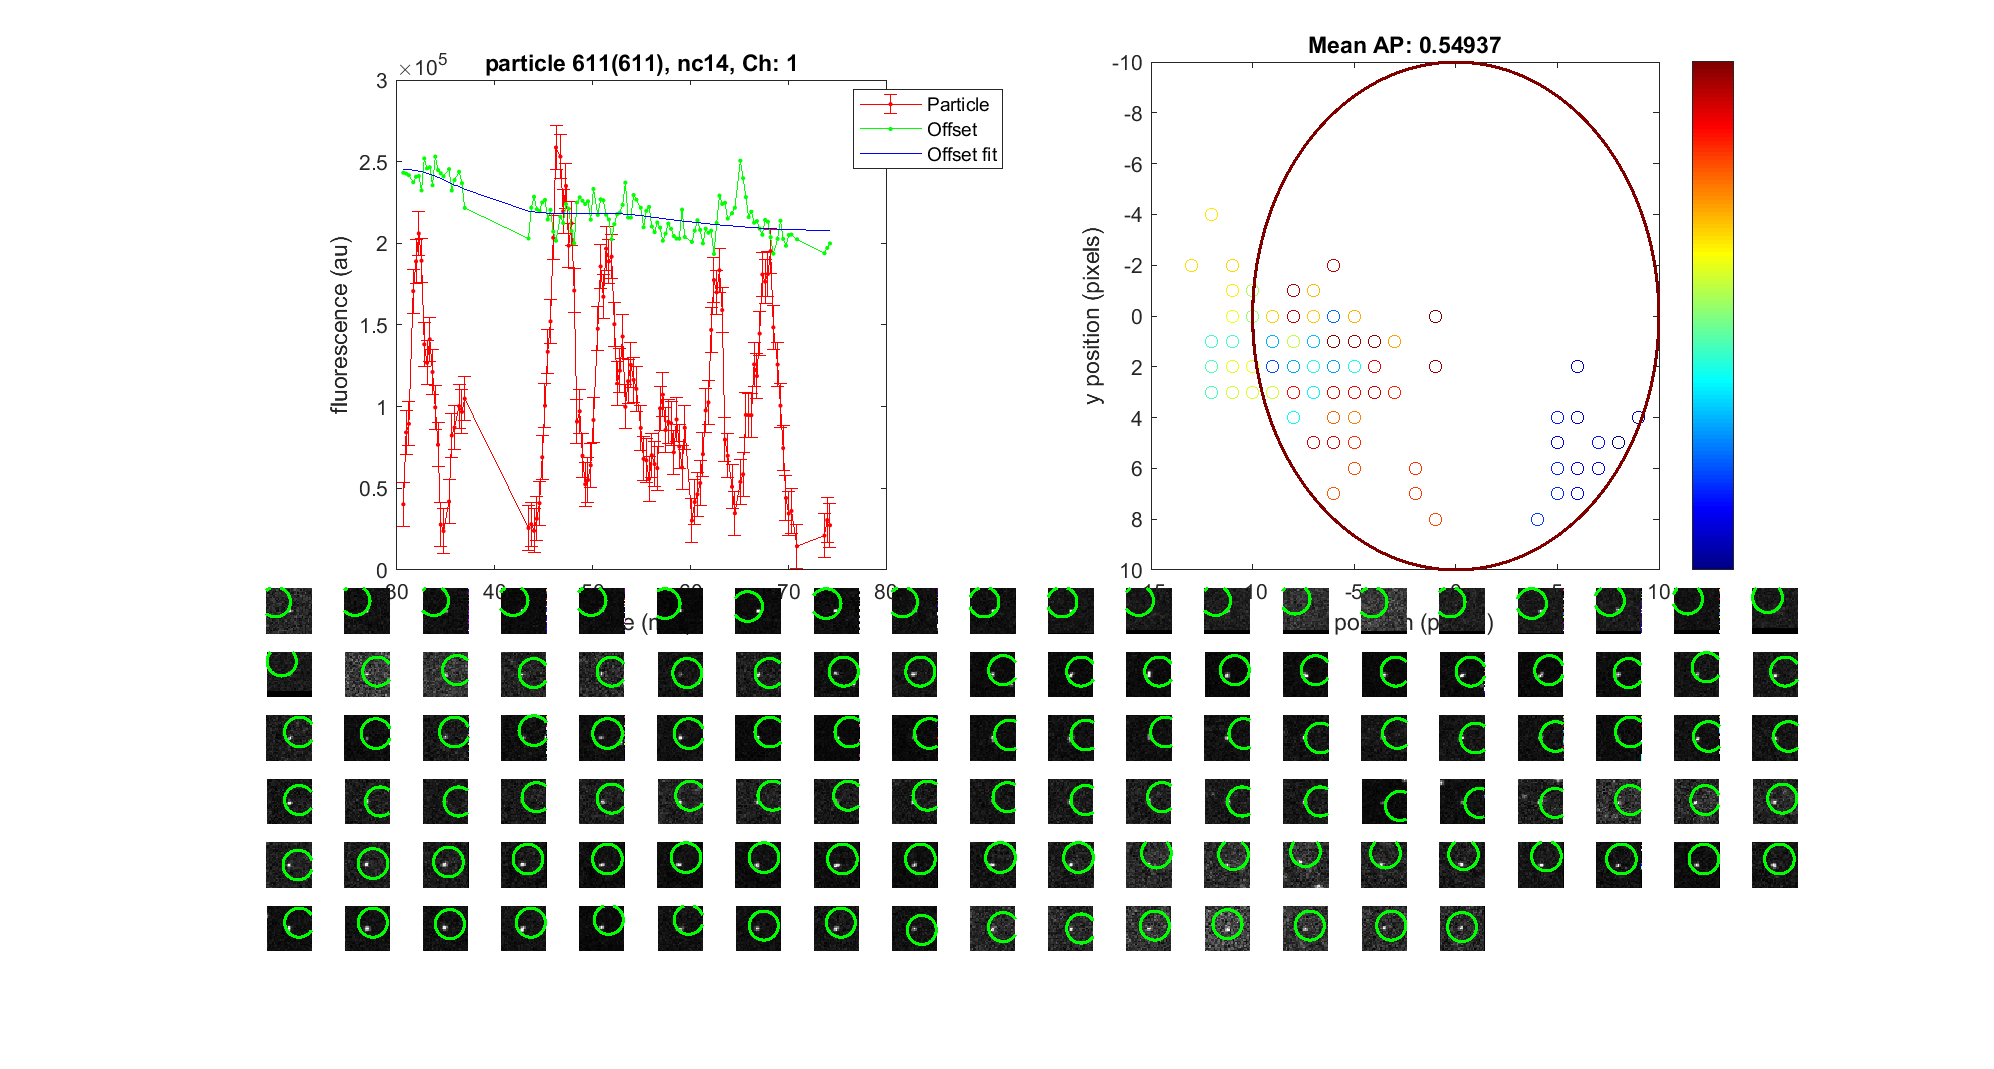 particle 611(611), nc14, Ch: 1
×10^5
3
2.5
2
1.5
1
0.5
0
fluorescence (au)
Particle
Offset
Offset fit
30 40 50 60 70 80
Mean AP: 0.54937
-10
-8
-6
-4
-2
0
2
4
6
8
10
y position (pixels)
-5 0 5 10